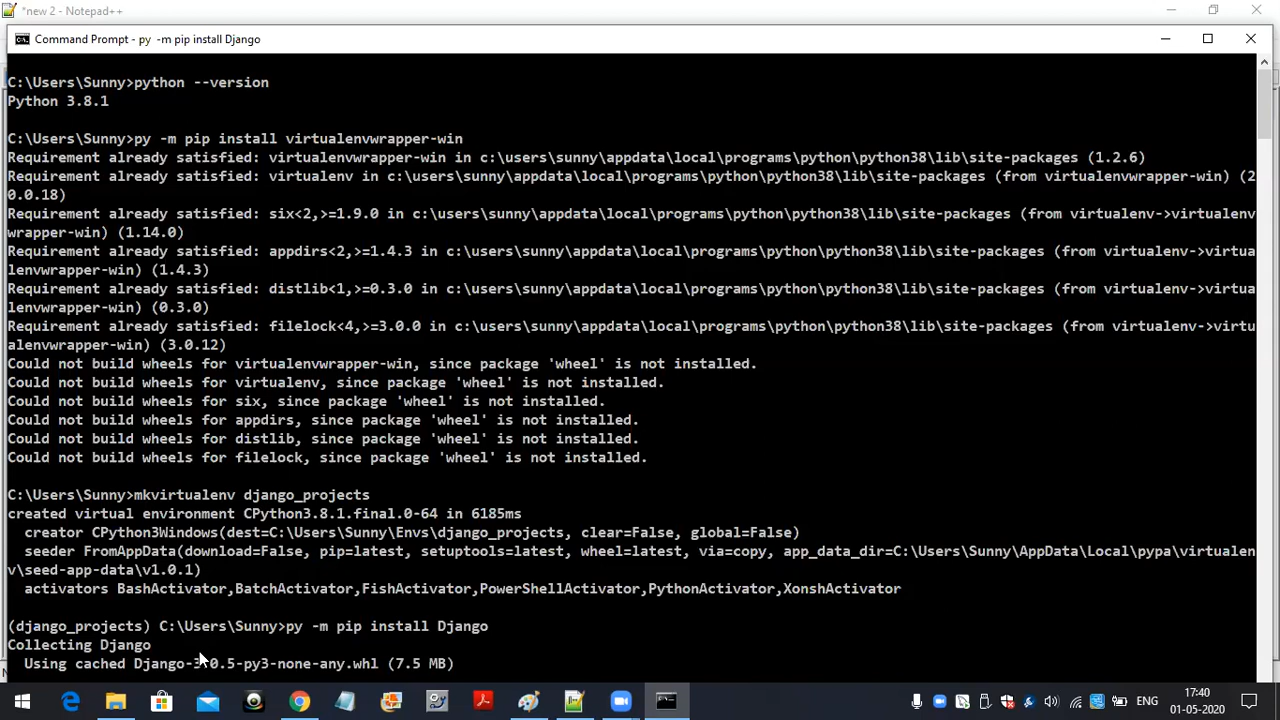 *new 2 - Notepad++
Command Prompt - py  -m pip install Django
C:\Users\Sunny>python --version
Python 3.8.1
C:\Users\Sunny>py -m pip install virtualenvwrapper-win
Requirement already satisfied: virtualenvwrapper-win in c:\users\sunny\appdata\local\programs\python\python38\lib\site-packages (1.2.6)
Requirement already satisfied: virtualenv in c:\users\sunny\appdata\local\programs\python\python38\lib\site-packages (from virtualenvwrapper-win) (2
0.0.18)
Requirement already satisfied: six<2,>=1.9.0 in c:\users\sunny\appdata\local\programs\python\python38\lib\site-packages (from virtualenv->virtualenv
wrapper-win) (1.14.0)
Requirement already satisfied: appdirs<2,>=1.4.3 in c:\users\sunny\appdata\local\programs\python\python38\lib\site-packages (from virtualenv->virtua
lenvwrapper-win) (1.4.3)
Requirement already satisfied: distlib<1,>=0.3.0 in c:\users\sunny\appdata\local\programs\python\python38\lib\site-packages (from virtualenv->virtua
lenvwrapper-win) (0.3.0)
Requirement already satisfied: filelock<4,>=3.0.0 in c:\users\sunny\appdata\local\programs\python\python38\lib\site-packages (from virtualenv->virtu
alenvwrapper-win) (3.0.12)
Could not build wheels for virtualenvwrapper-win, since package 'wheel' is not installed.
Could not build wheels for virtualenv, since package 'wheel' is not installed.
Could not build wheels for six, since package 'wheel' is not installed.
Could not build wheels for appdirs, since package 'wheel' is not installed.
Could not build wheels for distlib, since package 'wheel' is not installed.
Could not build wheels for filelock, since package 'wheel' is not installed.
C:\Users\Sunny>mkvirtualenv django_projects
created virtual environment CPython3.8.1.final.0-64 in 6185ms
  creator CPython3Windows(dest=C:\Users\Sunny\Envs\django_projects, clear=False, global=False)
  seeder FromAppData(download=False, pip=latest, setuptools=latest, wheel=latest, via=copy, app_data_dir=C:\Users\Sunny\AppData\Local\pypa\virtualen
v\seed-app-data\v1.0.1)
  activators BashActivator,BatchActivator,FishActivator,PowerShellActivator,PythonActivator,XonshActivator
(django_projects) C:\Users\Sunny>py -m pip install Django
Collecting Django
  Using cached Django-3.0.5-py3-none-any.whl (7.5 MB)
ENG
17:40
01-05-2020